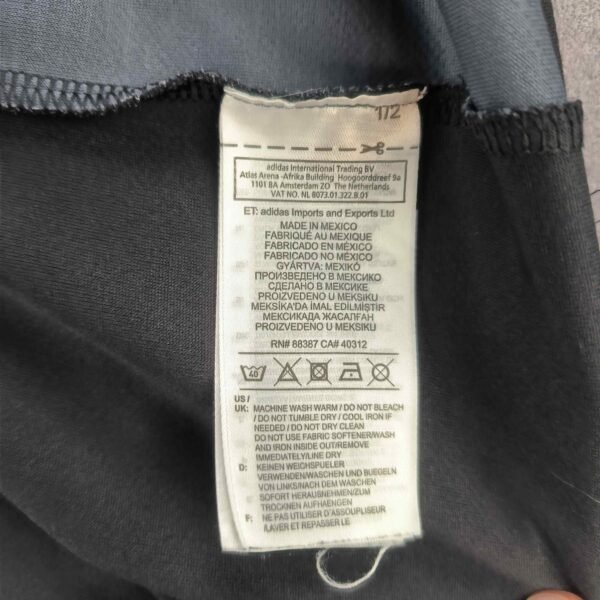 1/2
adidas International Trading BV
Atlas Arena -Afrika Building Hoogoorddreef 9a
1101 BA Amsterdam ZO The Netherlands
VAT NO. NL 8073.01.322.B.01
ET: adidas Imports and Exports Ltd
MADE IN MEXICO
FABRIQUÉ AU MEXIQUE
FABRICADO EN MÉXICO
FABRICADO NO MÉXICO
GYÁRTVA: MEXIKÓ
ПРОИЗВЕДЕНО В МЕКСИКО
СДЕЛАНО В МЕКСИКЕ
PROIZVEDENO U MEKSIKU
MEKSİKA'DA İMAL EDİLMİŞTİR
МЕКСИКАДА ЖАСАЛҒАН
PROIZVEDENO U MEKSIKU
RN# 88387 CA# 40312
40
US /
UK: MACHINE WASH WARM / DO NOT BLEACH
/ DO NOT TUMBLE DRY / COOL IRON IF
NEEDED / DO NOT DRY CLEAN
DO NOT USE FABRIC SOFTENER/WASH
AND IRON INSIDE OUT/REMOVE
IMMEDIATELY/LINE DRY
D: KEINEN WEICHSPUELER
VERWENDEN/WASCHEN UND BUEGELN
VON LINKS/NACH DEM WASCHEN
SOFORT HERAUSNEHMEN/ZUM
TROCKNEN AUFHAENGEN
F: NE PAS UTILISER D'ASSOUPLISEUR
/LAVER ET REPASSER LE